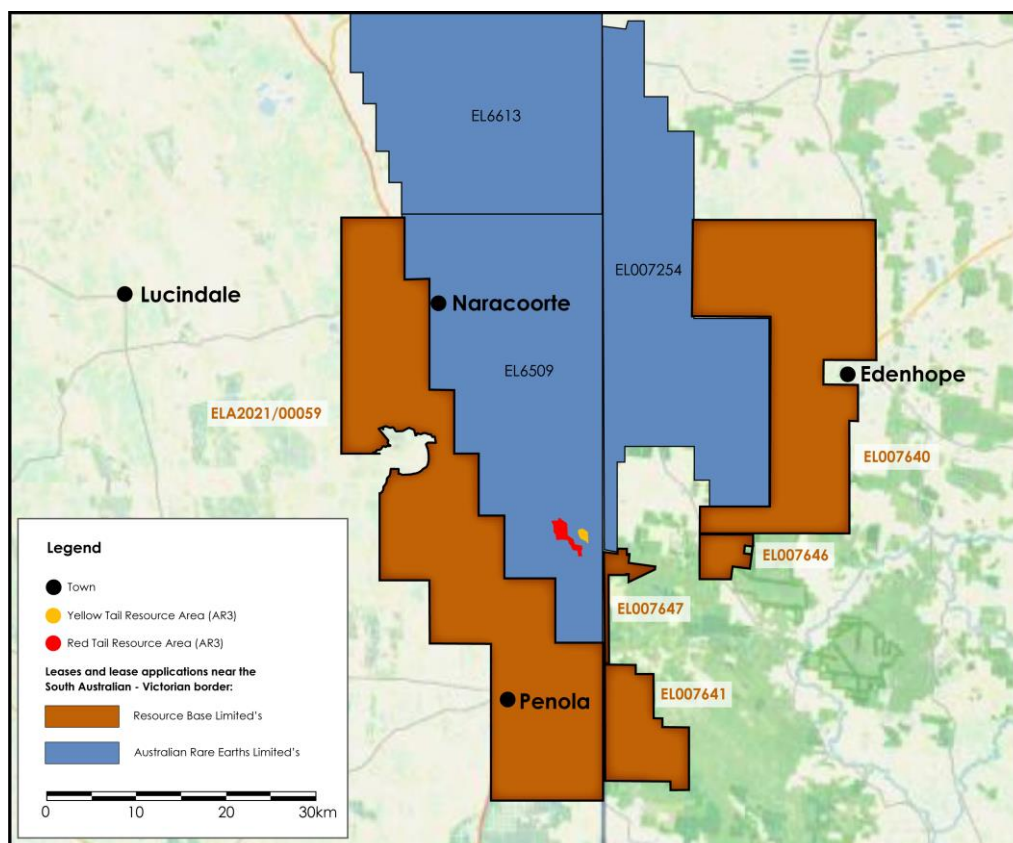 EL6613
EL007254
Lucindale
Naracoorte
EL6509
Edenhope
ELA2021/00059
EL007640
EL007646
EL007647
EL007641
Penola
Legend
Town
Yellow Tail Resource Area (AR3)
Red Tail Resource Area (AR3)
Leases and lease applications near the
South Australian - Victorian border:
Resource Base Limited's
Australian Rare Earths Limited's
0 10 20 30km